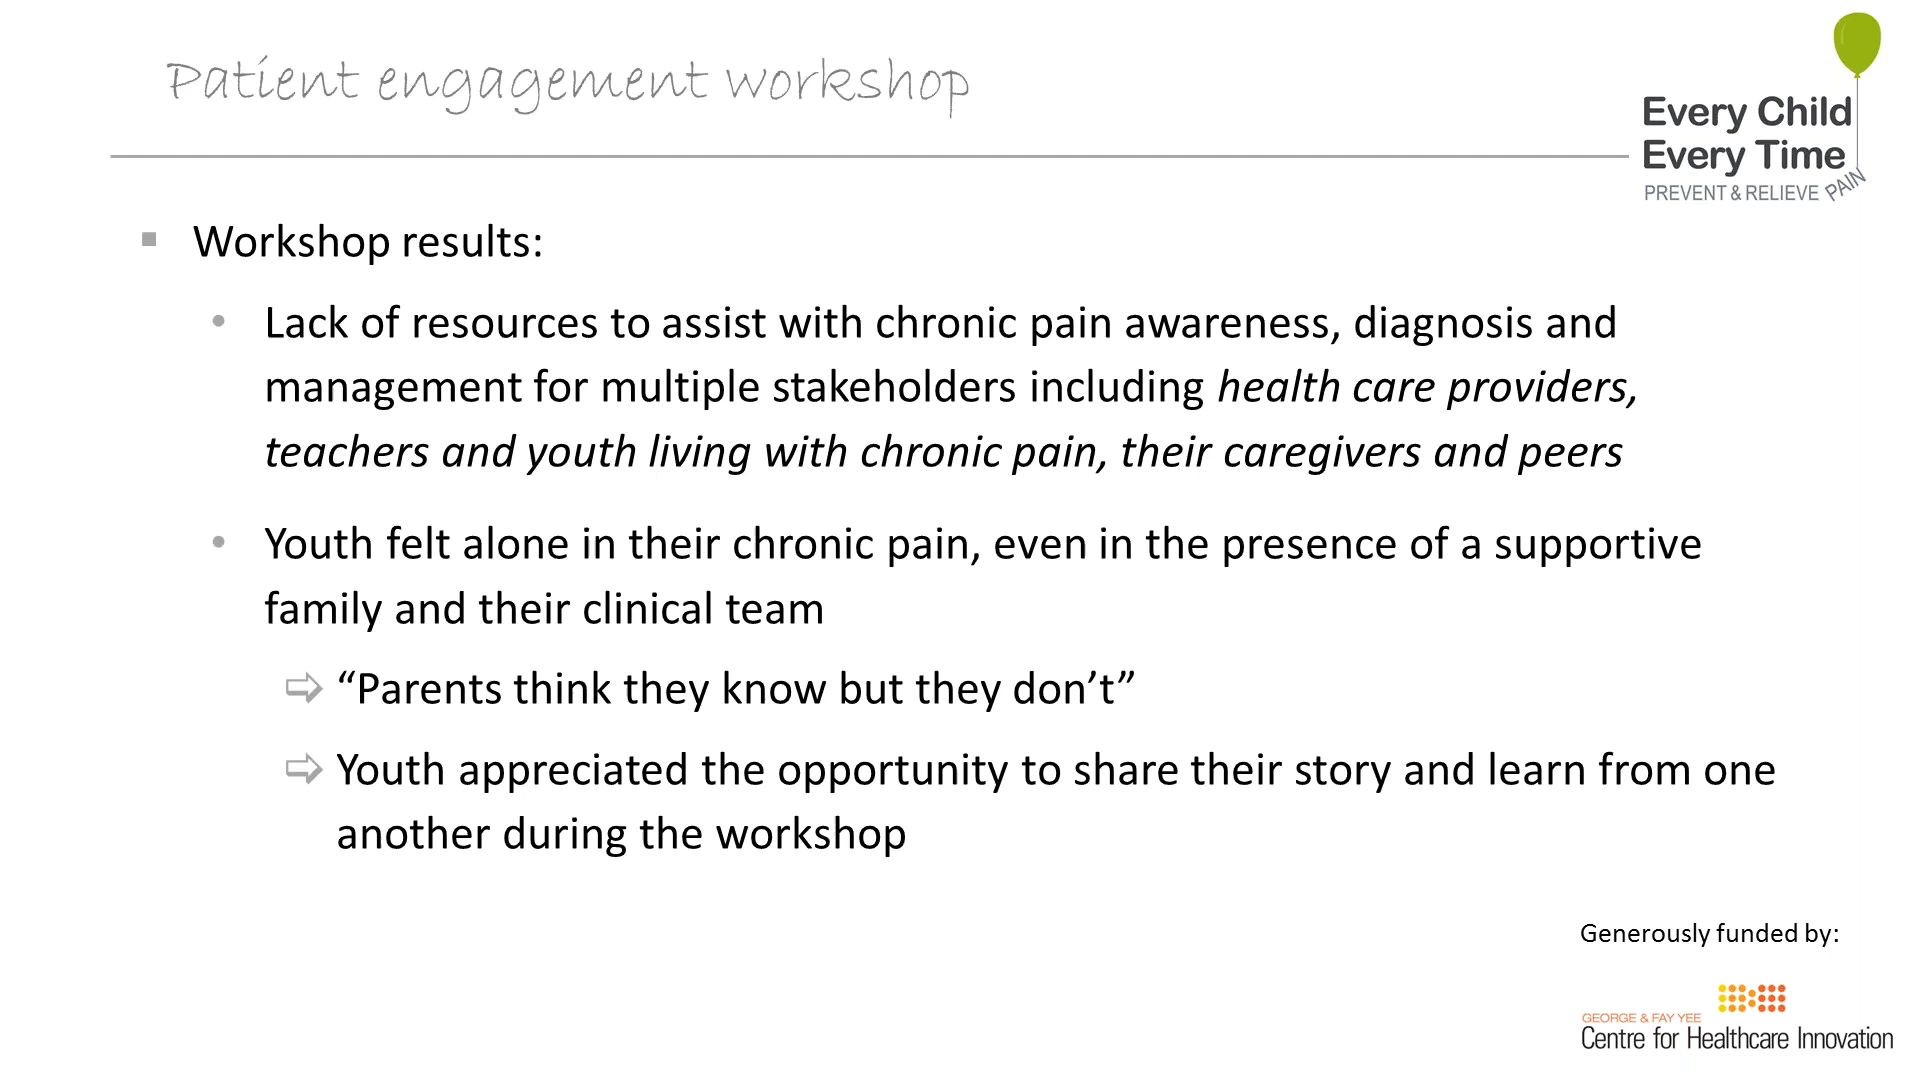 Patient engagement workshop
Every Child
Every Time
PREVENT & RELIEVE PAIN
Workshop results:
Lack of resources to assist with chronic pain awareness, diagnosis and
management for multiple stakeholders including health care providers,
teachers and youth living with chronic pain, their caregivers and peers
Youth felt alone in their chronic pain, even in the presence of a supportive
family and their clinical team
“Parents think they know but they don’t”
Youth appreciated the opportunity to share their story and learn from one
another during the workshop
Generously funded by:
GEORGE & FAY YEE
Centre for Healthcare Innovation